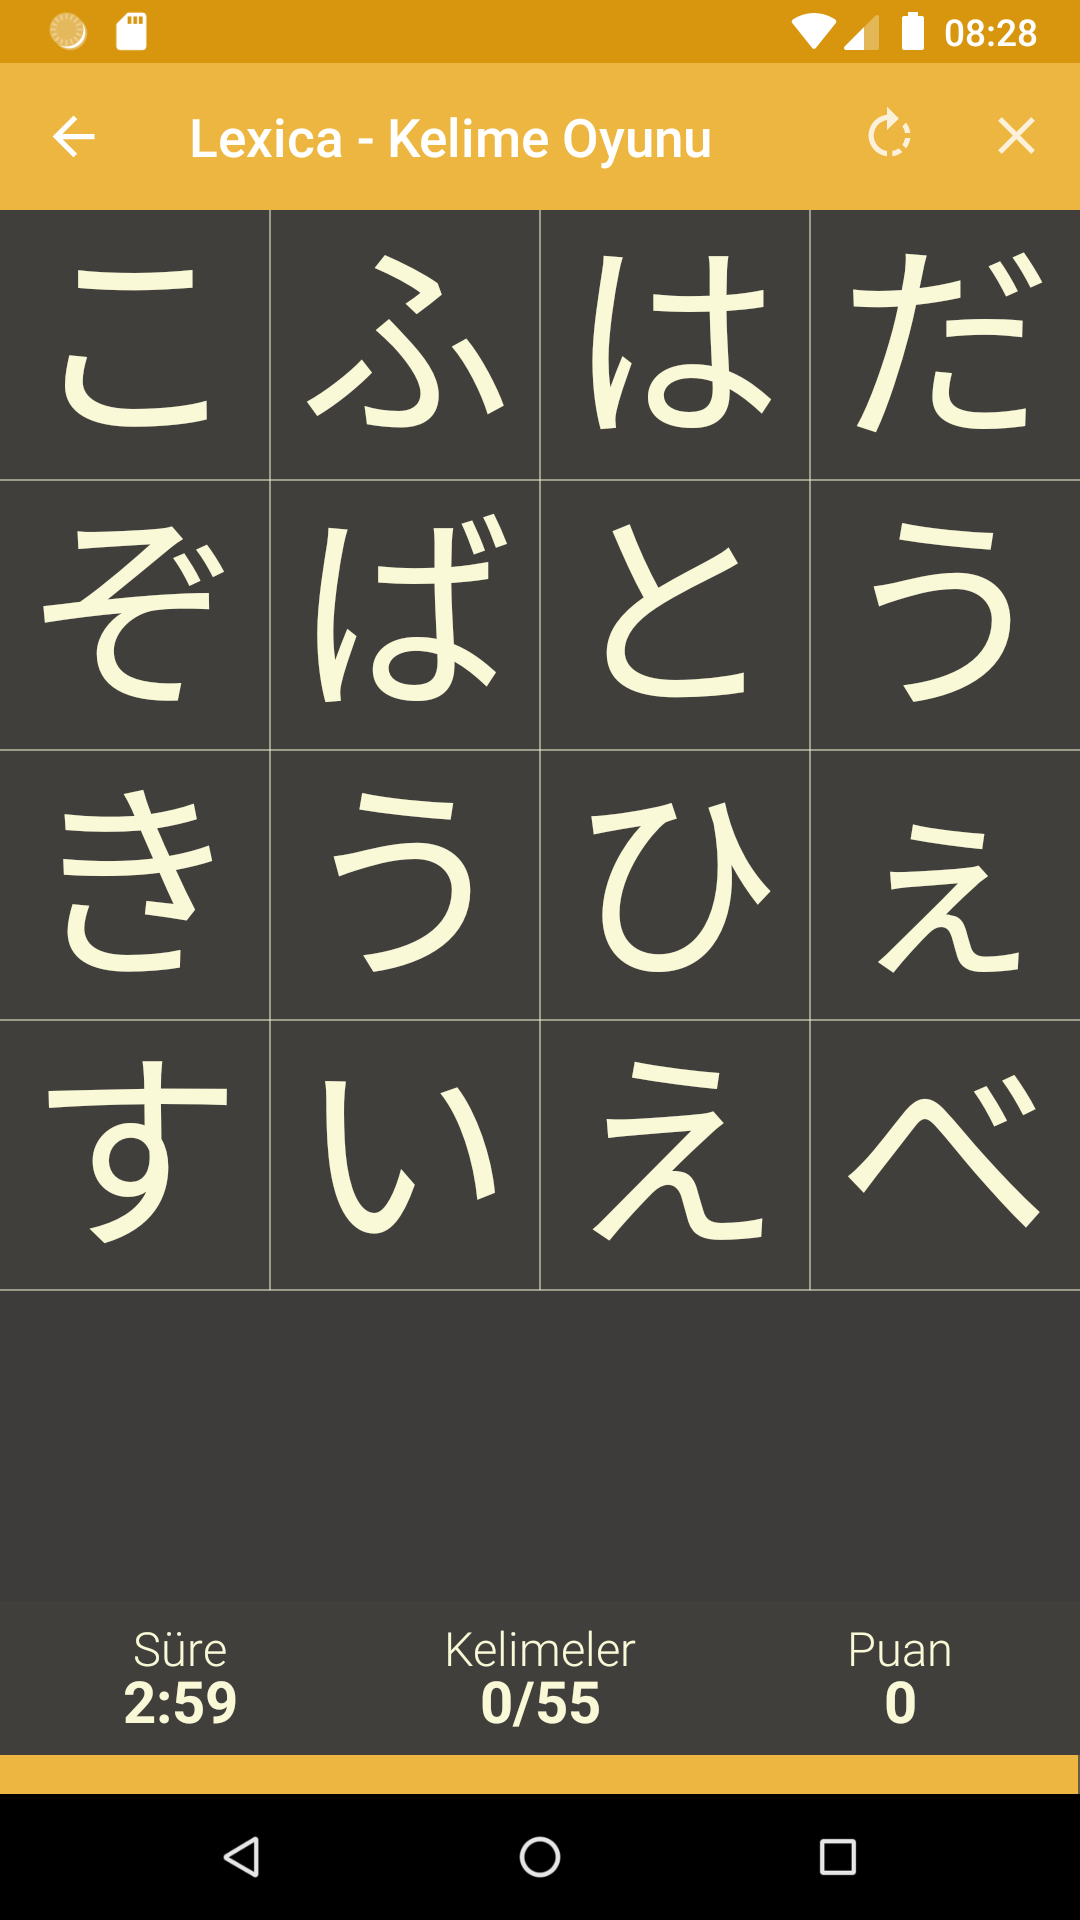 08:28
Lexica - Kelime Oyunu
こ ふ は だ
ぞ ば と う
き う ひ ぇ
す い え べ
Süre Kelimeler Puan
2:59 0/55 0